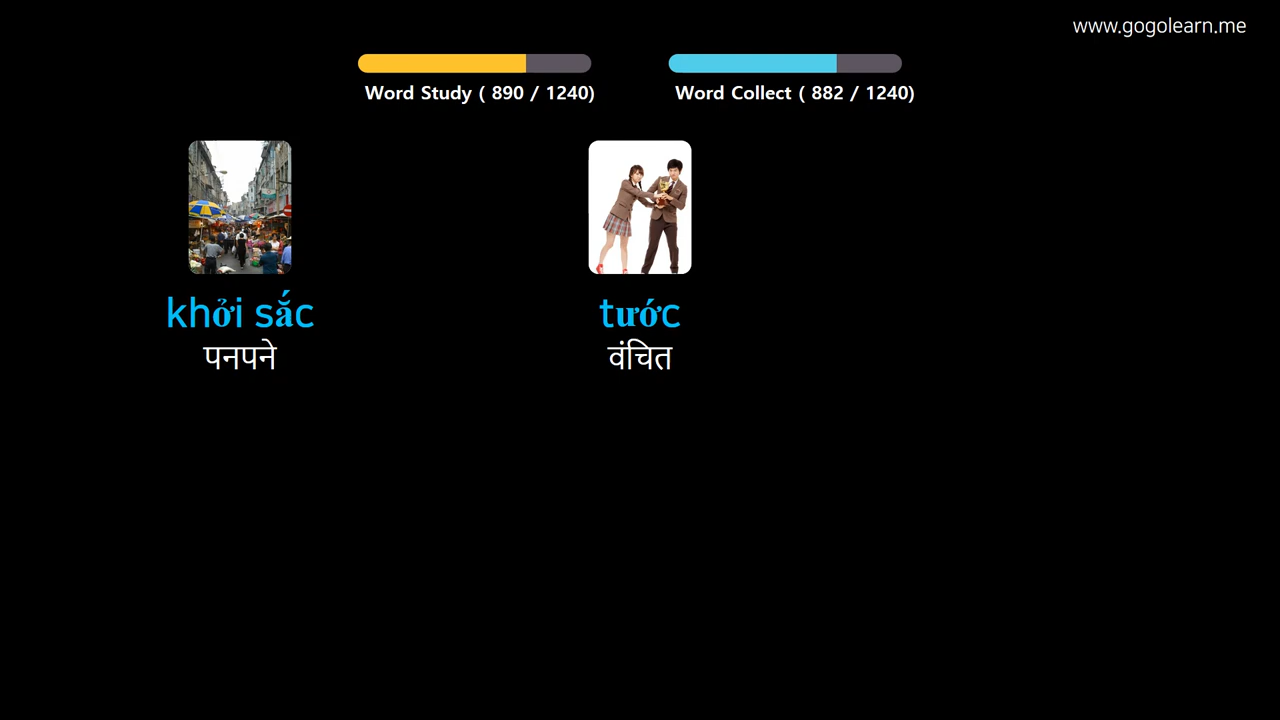 www.gogolearn.me
Word Study ( 890 / 1240)
Word Collect ( 882 / 1240)
khởi sắc
पनपने
tước
वंचित